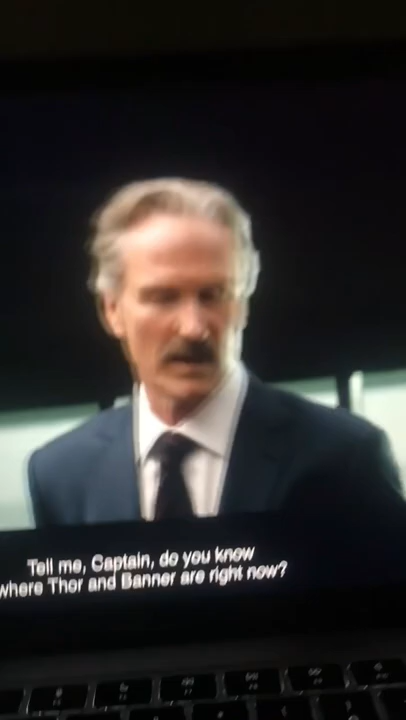 Tell me, Captain, do you know
where Thor and Banner are right now?